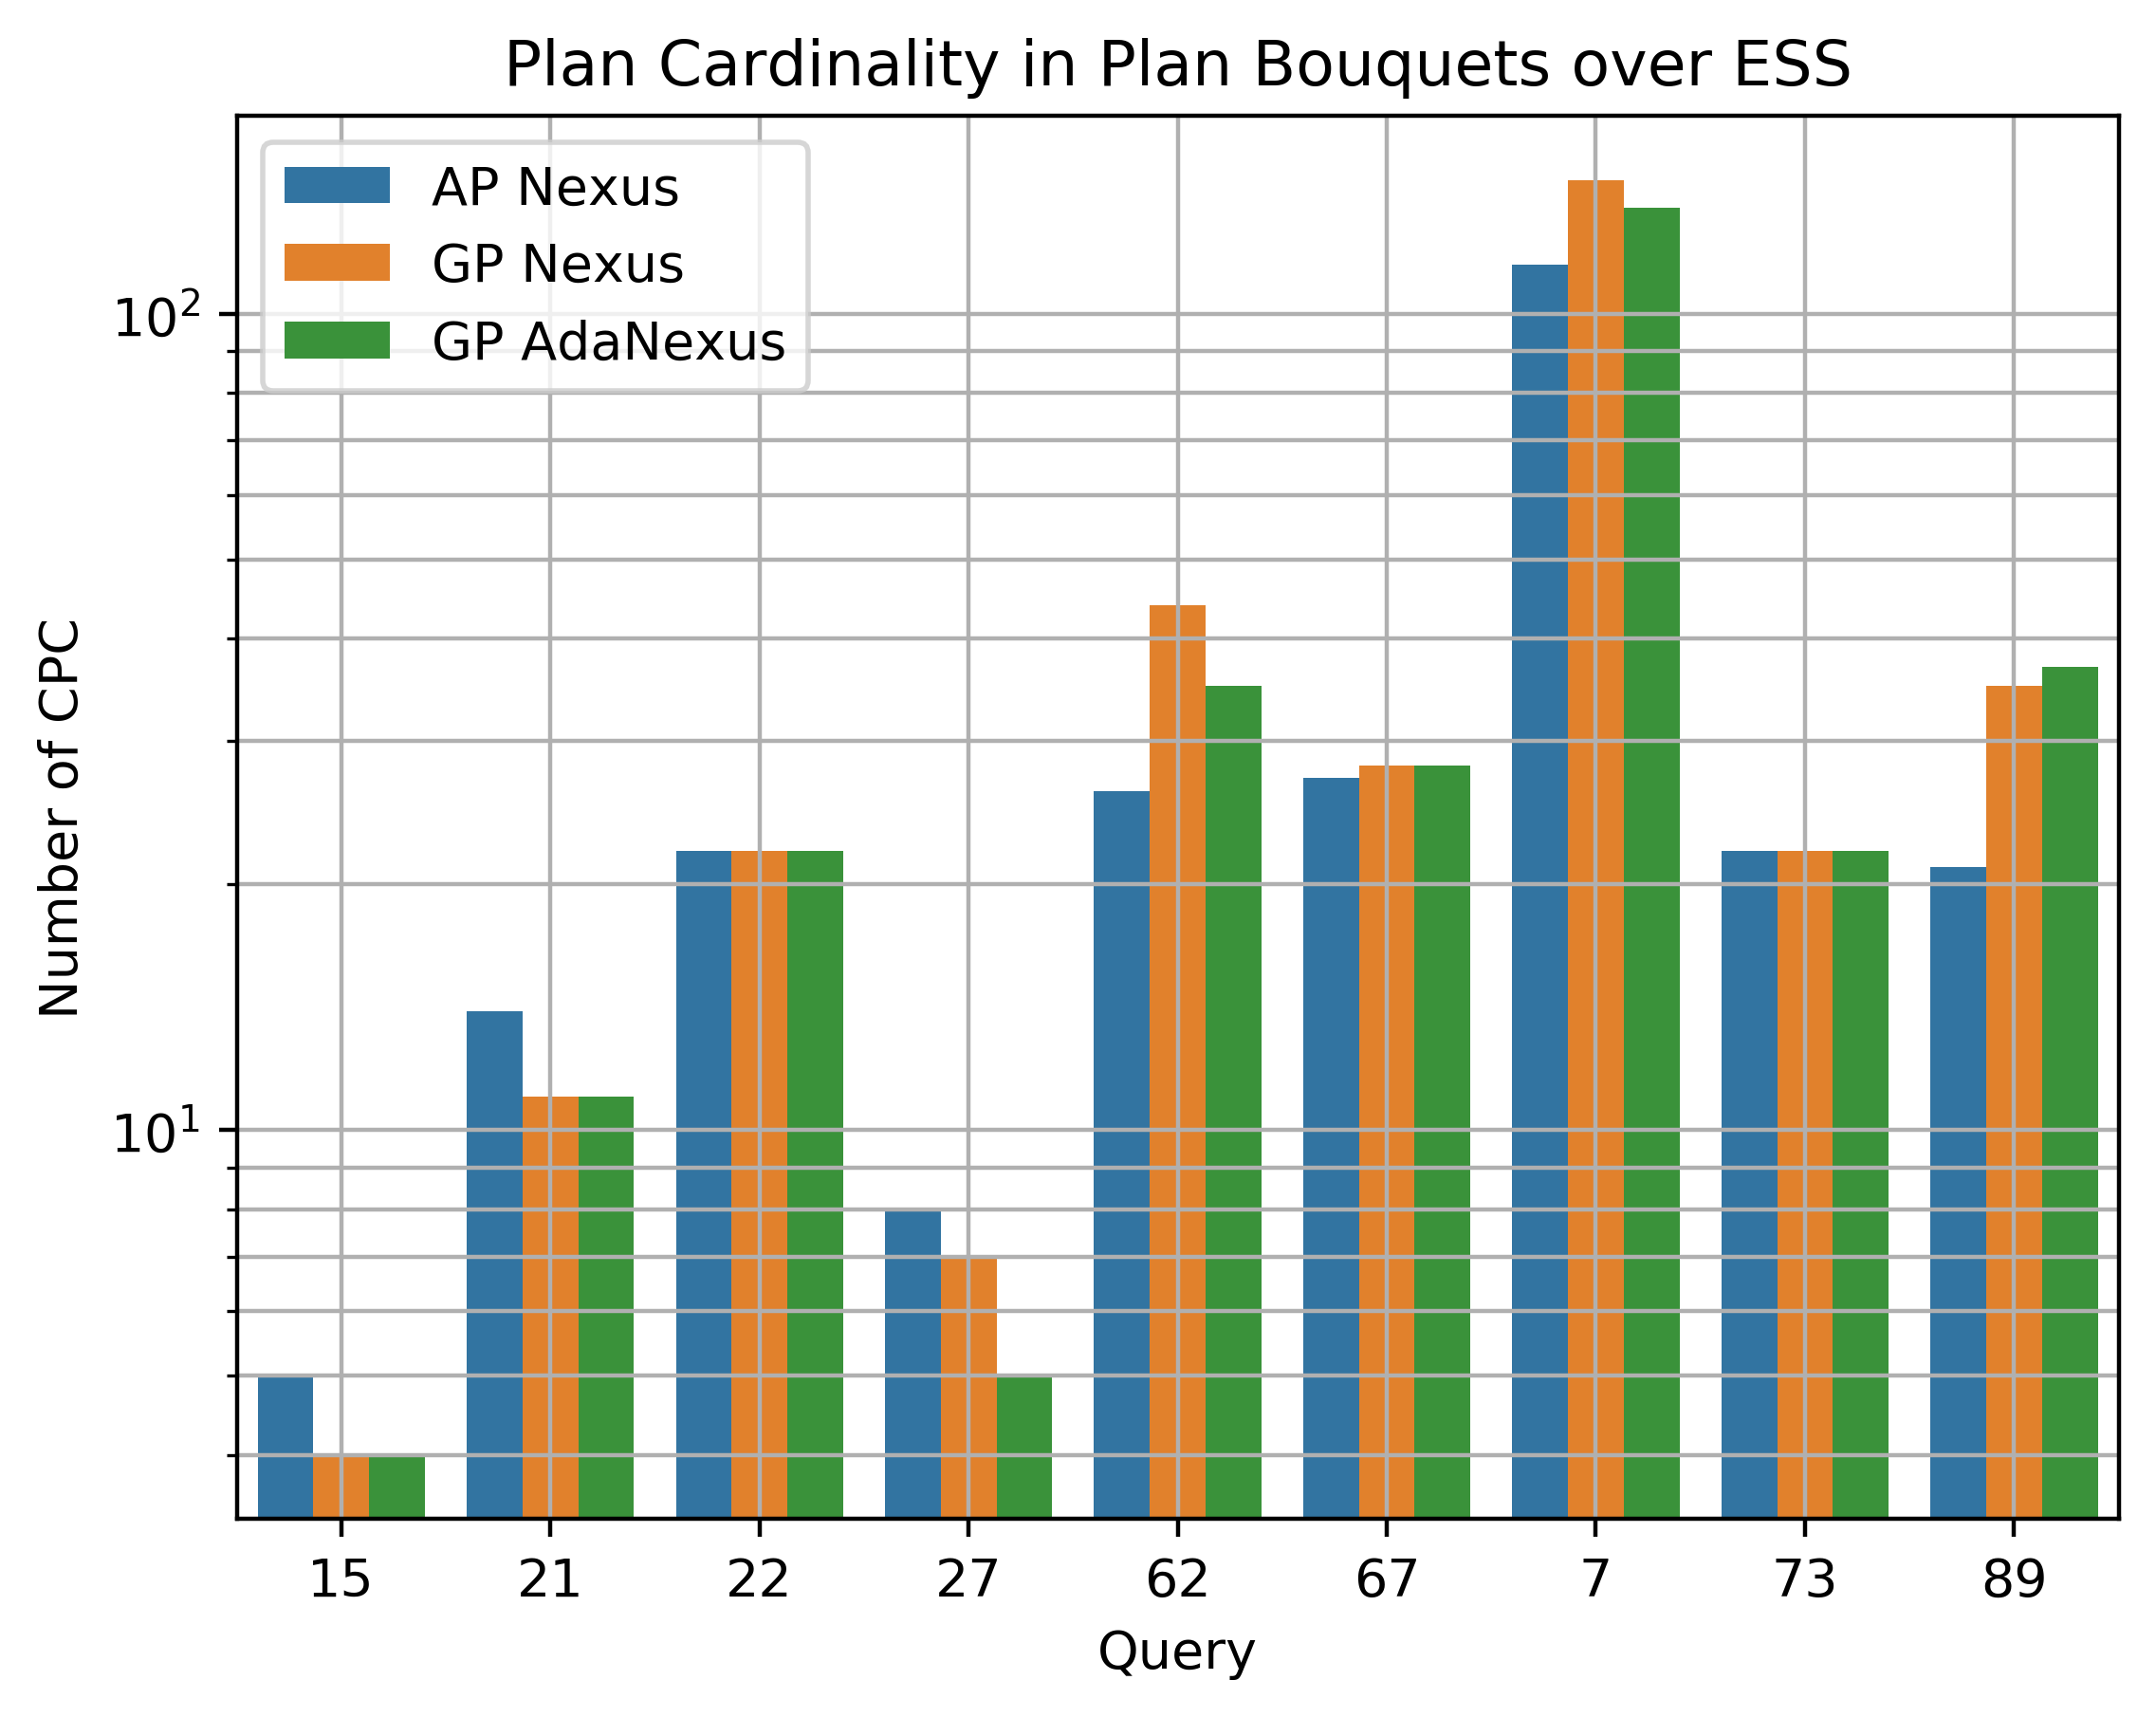 Plan Cardinality in Plan Bouquets over ESS
AP Nexus
GP Nexus
GP AdaNexus
Number of CPC
10²
10¹
15 21 22 27 62 67 7 73 89
Query